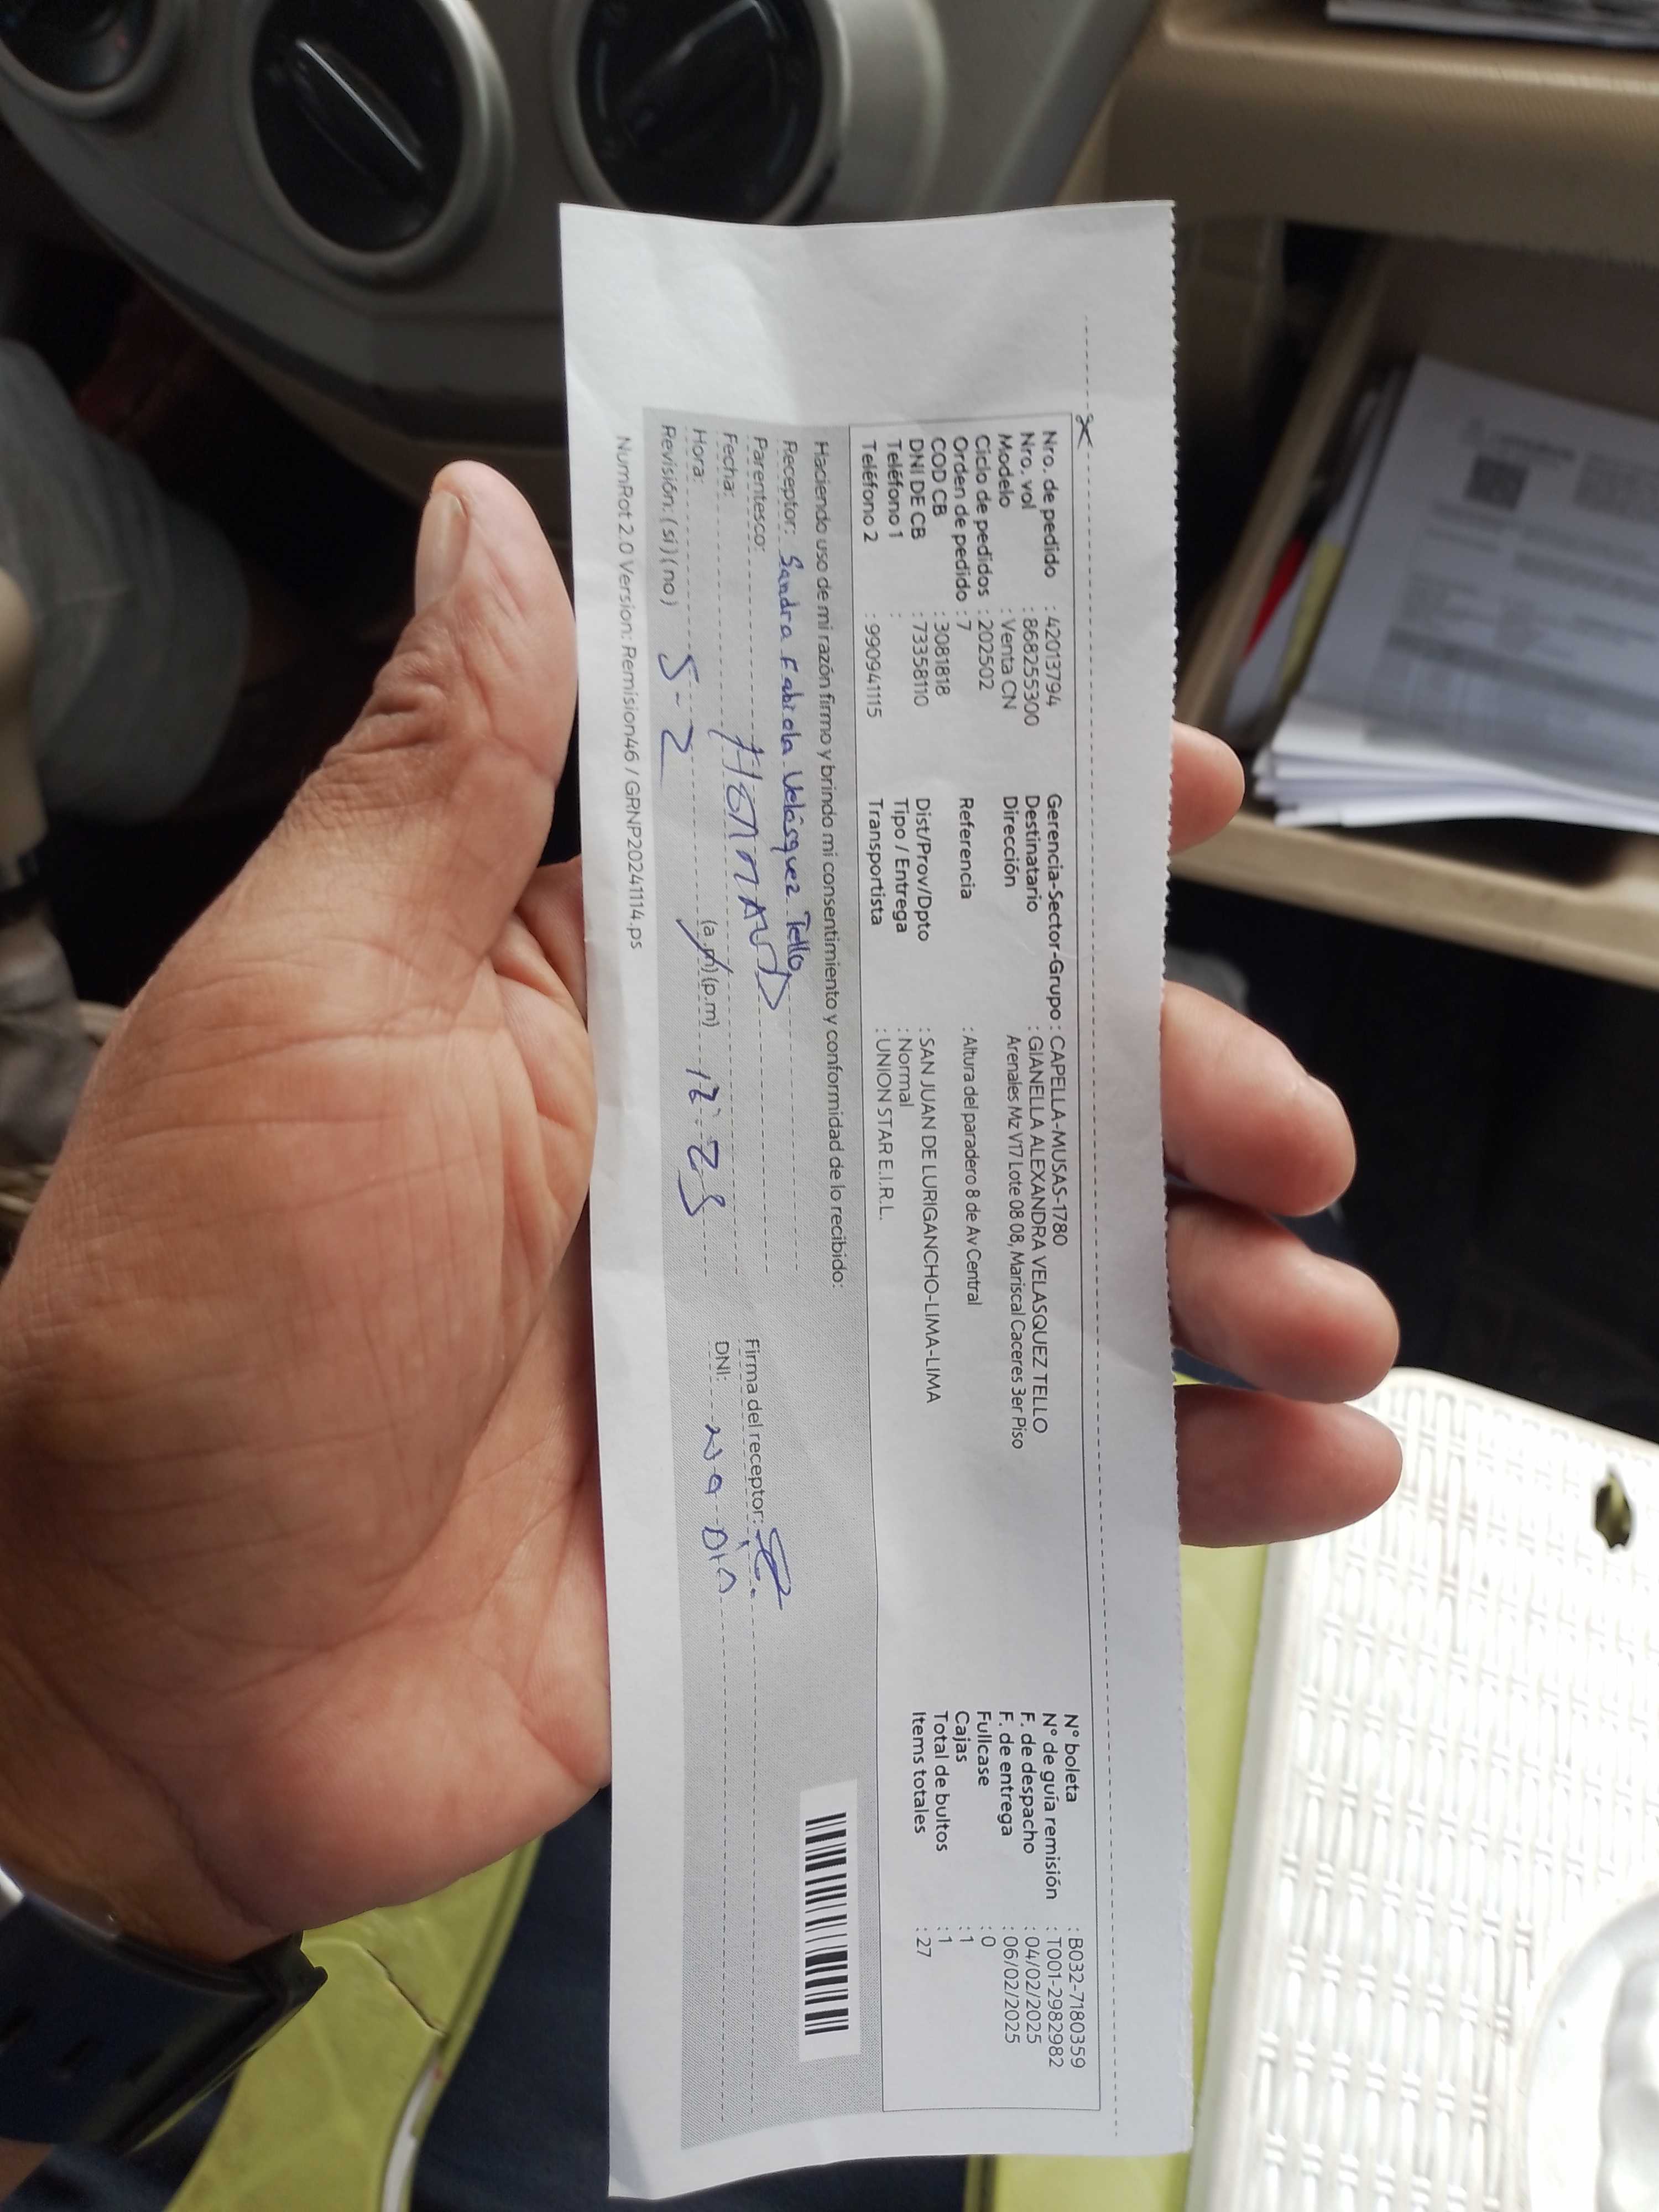 Nro. de pedido : 42013794
Nro. vol : 868255300
Modelo : Venta CN
Ciclo de pedidos : 202502
Orden de pedido : 7
COD CB : 3081818
DNI DE CB : 73358110
Teléfono 1 :
Teléfono 2 : 990941115
Gerencia-Sector-Grupo : CAPELLA-MUSAS-1780
Destinatario : GIANELLA ALEXANDRA VELASQUEZ TELLO
Dirección Arenales Mz V17 Lote 08 08, Mariscal Caceres 3er Piso
Referencia : Altura del paradero 8 de Av Central
Dist/Prov/Dpto : SAN JUAN DE LURIGANCHO-LIMA-LIMA
Tipo / Entrega : Normal
Transportista : UNION STAR E.I.R.L.
N° boleta : B032-7180359
N° de guía remisión : T001-2982982
F. de despacho : 04/02/2025
F. de entrega : 06/02/2025
Fullcase : 0
Cajas : 1
Total de bultos : 1
Items totales : 27
Haciendo uso de mi razón firmo y brindo mi consentimiento y conformidad de lo recibido:
Receptor: Sandra Fabiola Velásquez Tello
Parentesco: HERMANA
Fecha:
Hora: (a.m) (p.m) 12:25
Revisión: (si) (no) 5-2
Firma del receptor:
DNI: NO DIO
NumRot 2.0 Version: Remision46 / GRNP20241114.ps